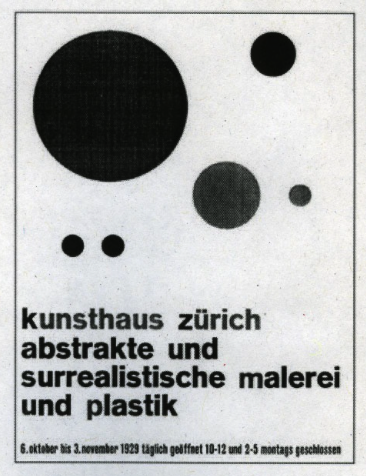 kunsthaus zürich
abstrakte und
surrealistische malerei
und plastik
6. oktober bis 3. november 1929 täglich geöffnet 10-12 und 2-5 montags geschlossen